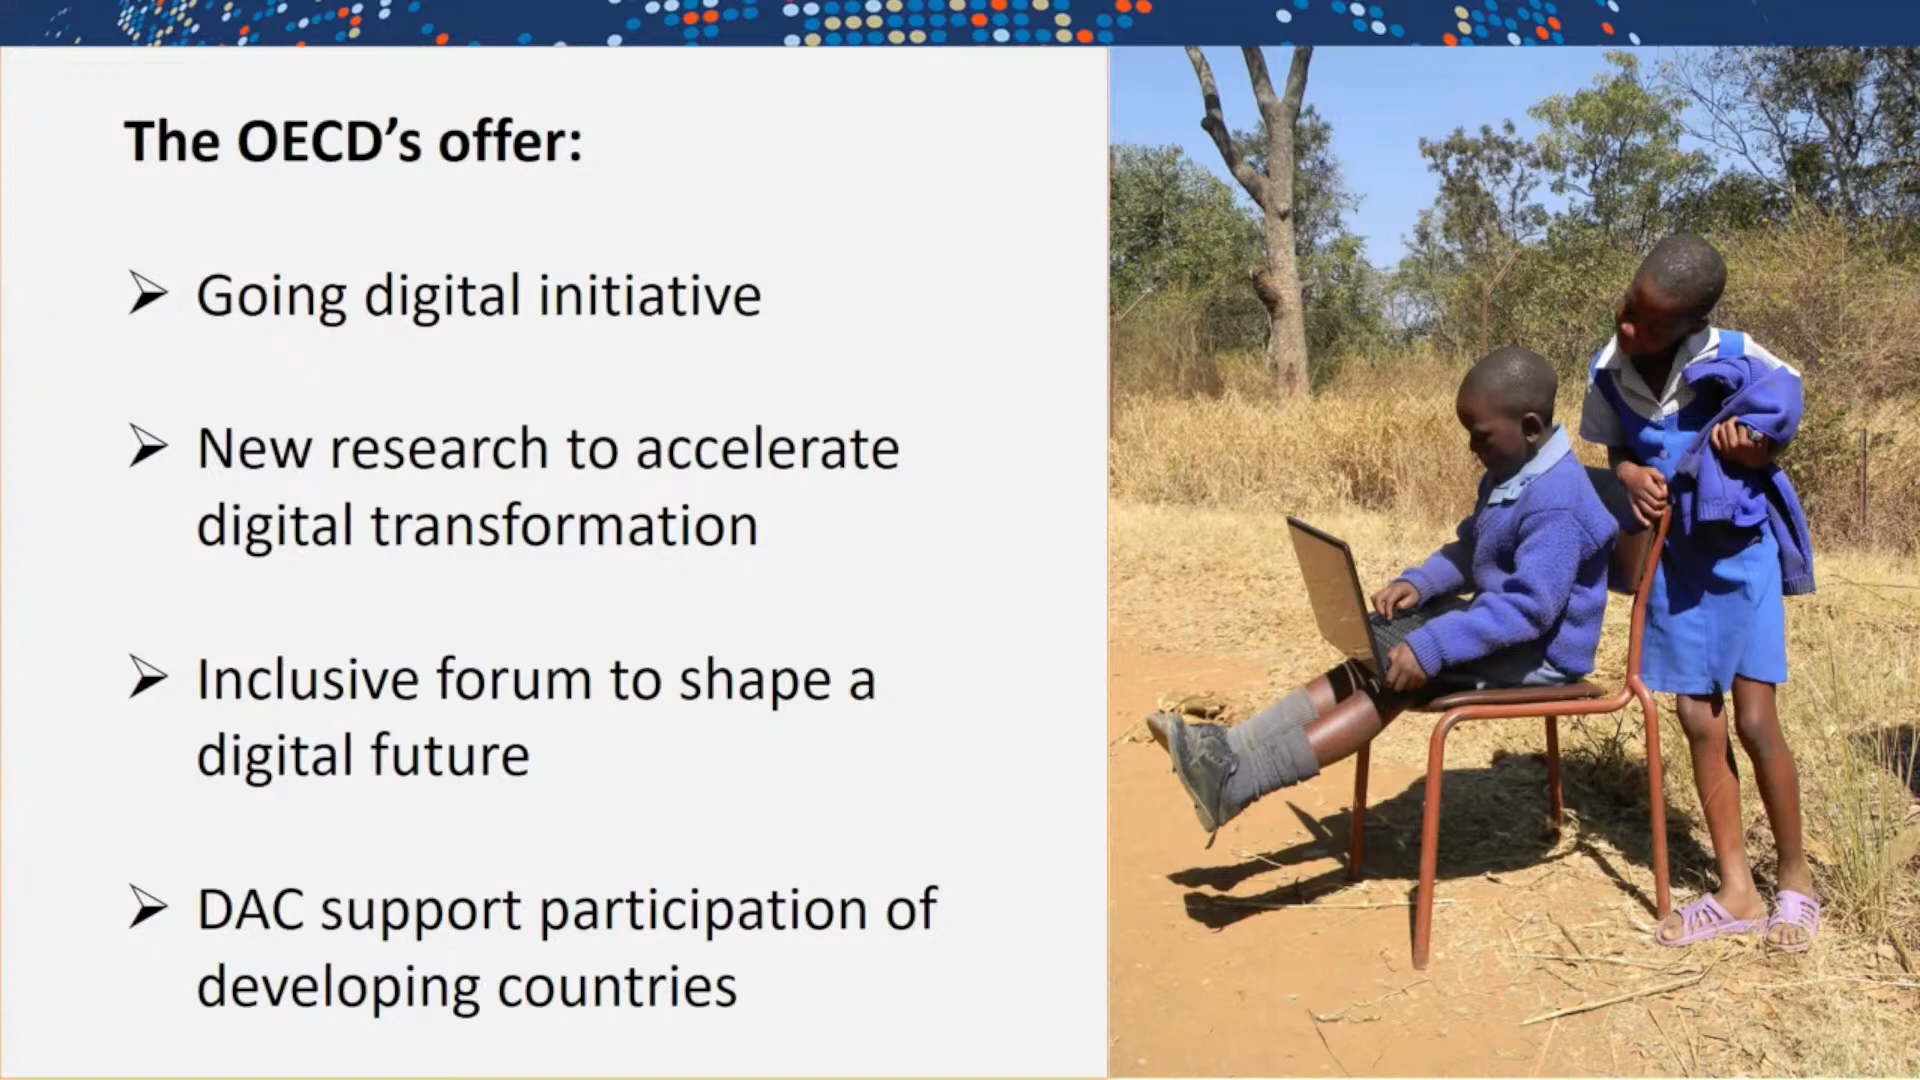 The OECD’s offer:
➢ Going digital initiative
➢ New research to accelerate
digital transformation
➢ Inclusive forum to shape a
digital future
➢ DAC support participation of
developing countries